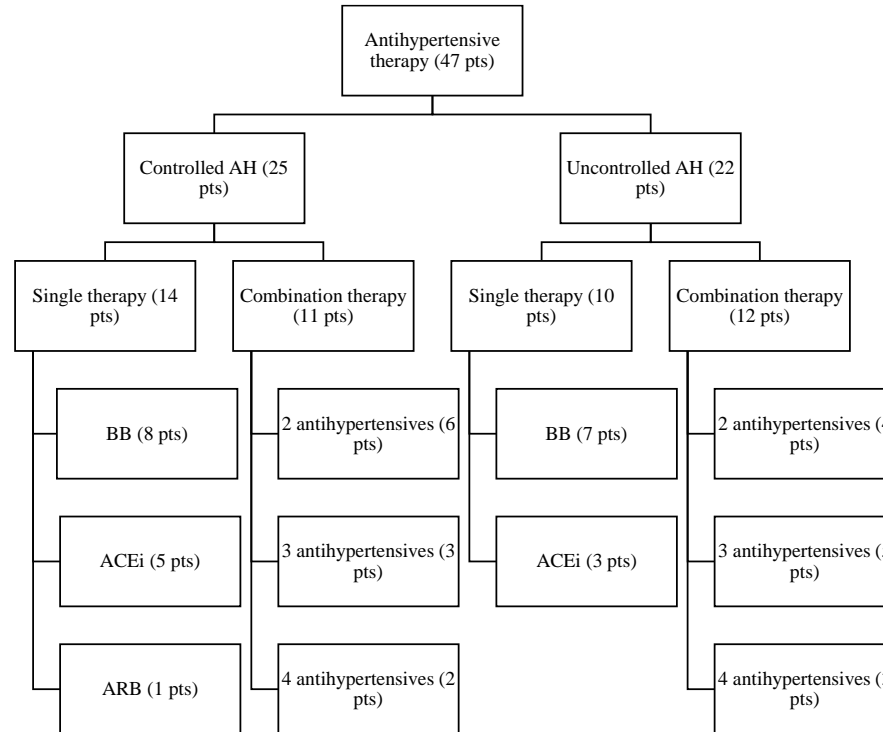 Antihypertensive
therapy (47 pts)
Controlled AH (25
pts)
Uncontrolled AH (22
pts)
Single therapy (14
pts)
Combination therapy
(11 pts)
Single therapy (10
pts)
Combination therapy
(12 pts)
BB (8 pts)
2 antihypertensives (6
pts)
BB (7 pts)
2 antihypertensives (4
pts)
ACEi (5 pts)
3 antihypertensives (3
pts)
ACEi (3 pts)
3 antihypertensives (
pts)
ARB (1 pts)
4 antihypertensives (2
pts)
4 antihypertensives (
pts)